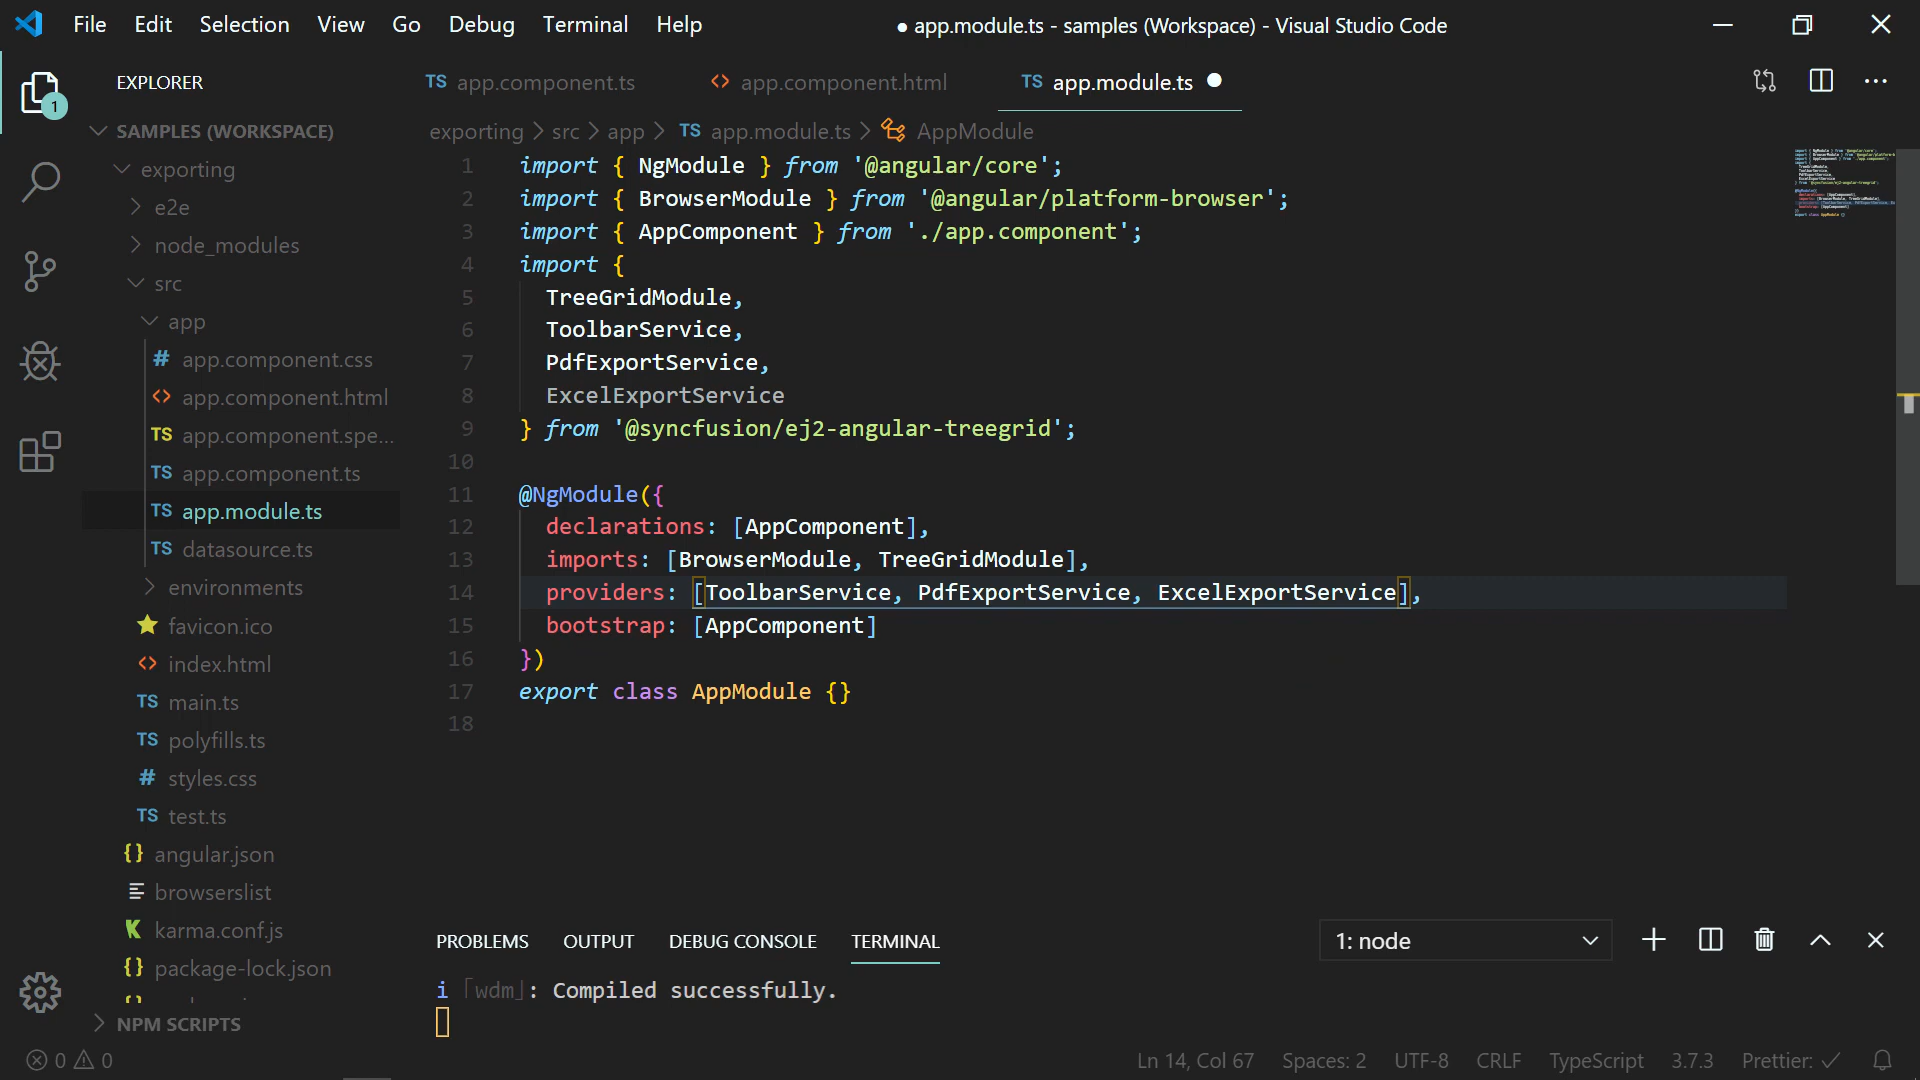 File Edit Selection View Go Debug Terminal Help
● app.module.ts - samples (Workspace) - Visual Studio Code
EXPLORER
1
SAMPLES (WORKSPACE)
exporting
e2e
node_modules
src
app
# app.component.css
<> app.component.html
TS app.component.spe...
TS app.component.ts
TS app.module.ts
TS datasource.ts
environments
favicon.ico
<> index.html
TS main.ts
TS polyfills.ts
# styles.css
TS test.ts
{} angular.json
browserslist
karma.conf.js
{} package-lock.json
NPM SCRIPTS
TS app.component.ts <> app.component.html TS app.module.ts ●
exporting > src > app > TS app.module.ts > AppModule
1 import { NgModule } from '@angular/core';
2 import { BrowserModule } from '@angular/platform-browser';
3 import { AppComponent } from './app.component';
4 import {
5 TreeGridModule,
6 ToolbarService,
7 PdfExportService,
8 ExcelExportService
9 } from '@syncfusion/ej2-angular-treegrid';
10
11 @NgModule({
12 declarations: [AppComponent],
13 imports: [BrowserModule, TreeGridModule],
14 providers: [ToolbarService, PdfExportService, ExcelExportService],
15 bootstrap: [AppComponent]
16 })
17 export class AppModule {}
18
PROBLEMS OUTPUT DEBUG CONSOLE TERMINAL 1: node
i ｢wdm｣: Compiled successfully.
0 0 Ln 14, Col 67 Spaces: 2 UTF-8 CRLF TypeScript 3.7.3 Prettier: ✓